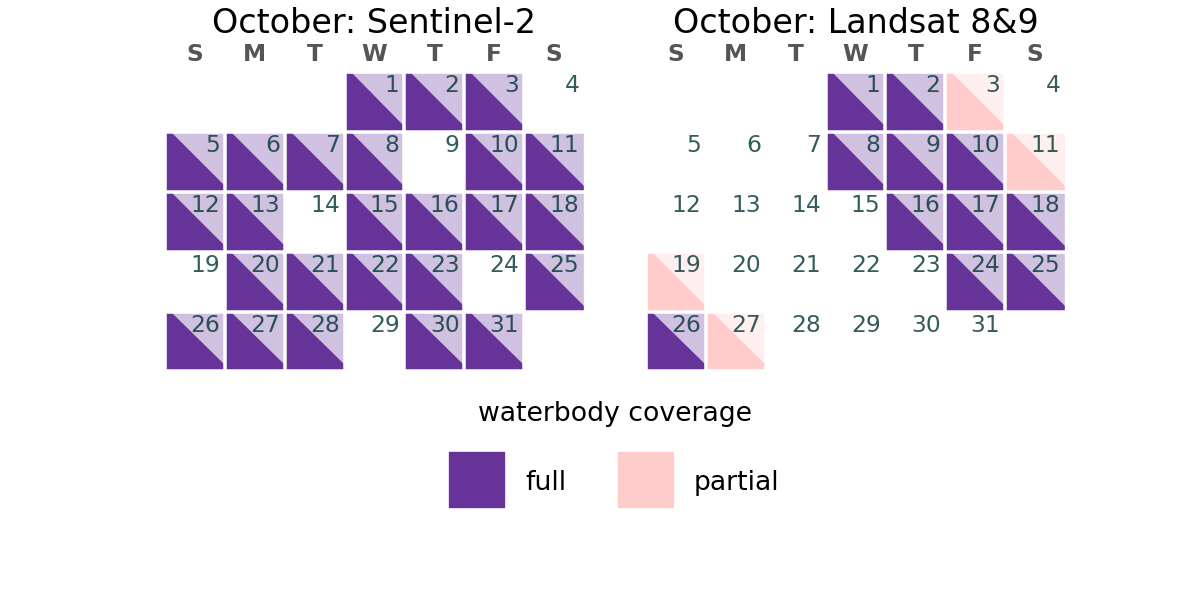 October: Sentinel-2
S M T W T F S
1 2 3 4
5 6 7 8 9 10 11
12 13 14 15 16 17 18
19 20 21 22 23 24 25
26 27 28 29 30 31
October: Landsat 8&9
S M T W T F S
1 2 3 4
5 6 7 8 9 10 11
12 13 14 15 16 17 18
19 20 21 22 23 24 25
26 27 28 29 30 31
waterbody coverage
full partial